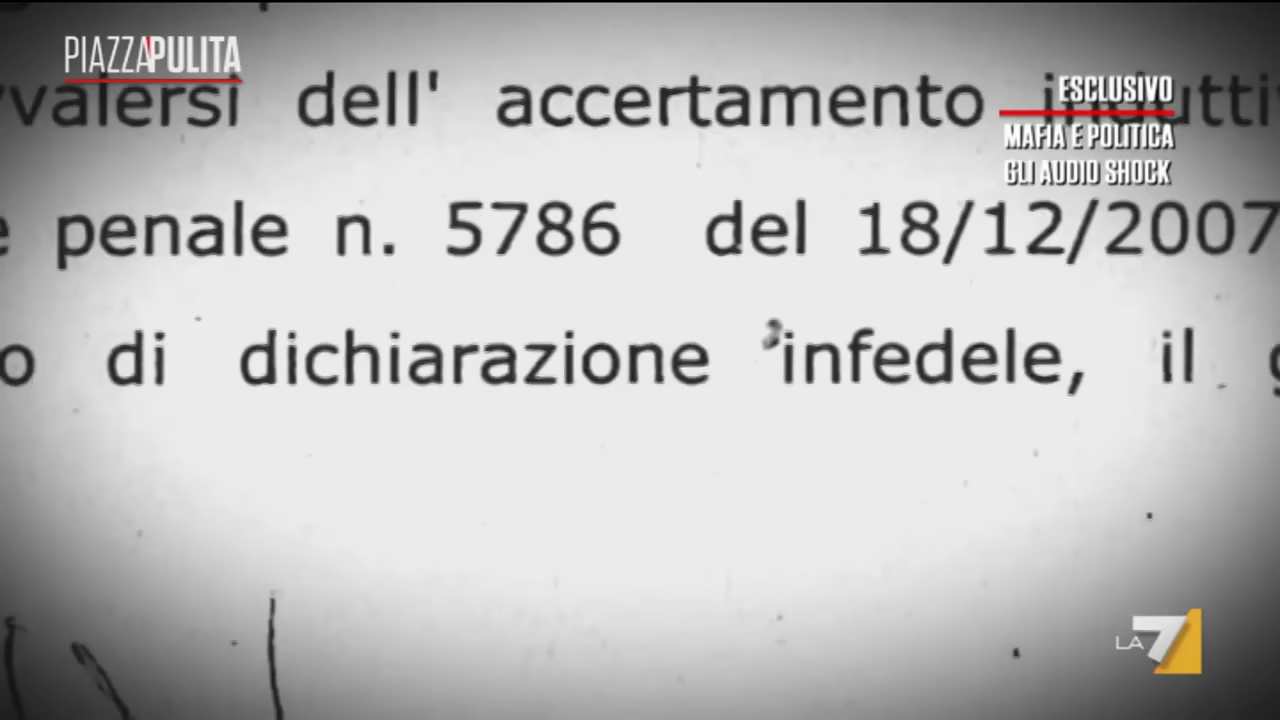 PIAZZAPULITA
ESCLUSIVO
MAFIA E POLITICA
GLI AUDIO SHOCK
dell' accertamento
penale n. 5786 del 18/12/2007
di dichiarazione infedele, il
LA7